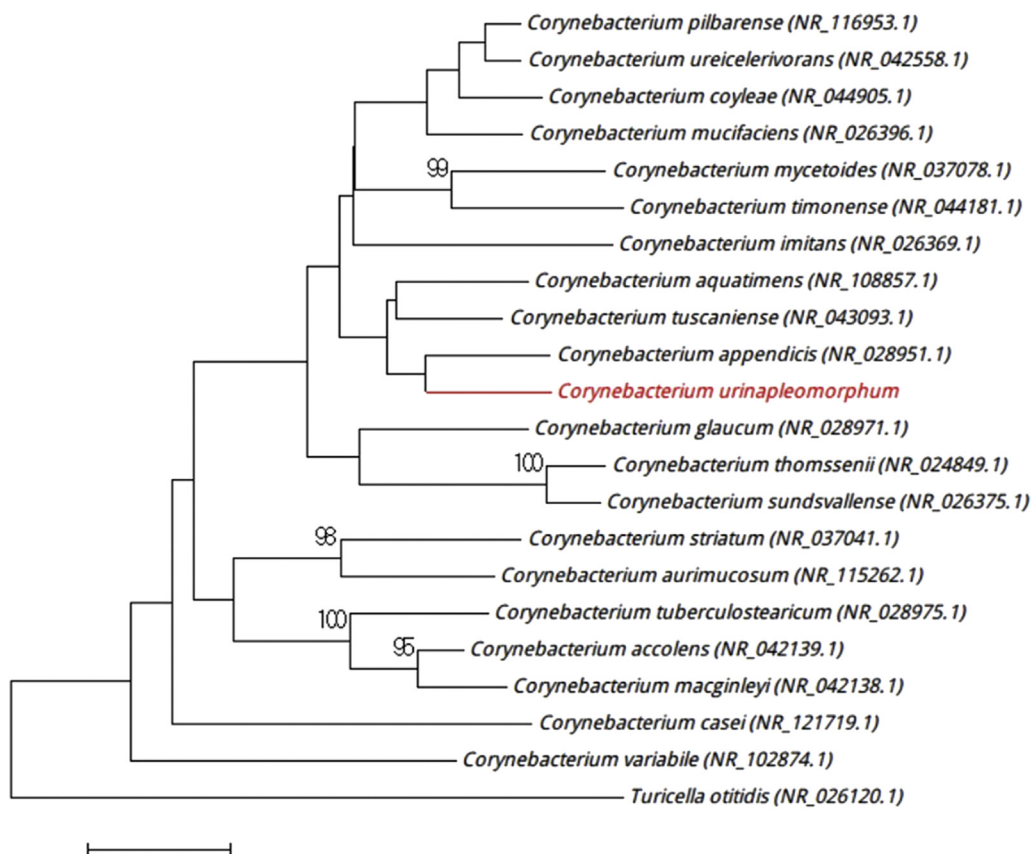 Corynebacterium pilbarense (NR_116953.1)
Corynebacterium ureicelerivorans (NR_042558.1)
Corynebacterium coyleae (NR_044905.1)
Corynebacterium mucifaciens (NR_026396.1)
99
Corynebacterium mycetoides (NR_037078.1)
Corynebacterium timonense (NR_044181.1)
Corynebacterium imitans (NR_026369.1)
Corynebacterium aquatimens (NR_108857.1)
Corynebacterium tuscaniense (NR_043093.1)
Corynebacterium appendicis (NR_028951.1)
Corynebacterium urinapleomorphum
Corynebacterium glaucum (NR_028971.1)
100
Corynebacterium thomssenii (NR_024849.1)
Corynebacterium sundsvallense (NR_026375.1)
98
Corynebacterium striatum (NR_037041.1)
Corynebacterium aurimucosum (NR_115262.1)
100
Corynebacterium tuberculostearicum (NR_028975.1)
95
Corynebacterium accolens (NR_042139.1)
Corynebacterium macginleyi (NR_042138.1)
Corynebacterium casei (NR_121719.1)
Corynebacterium variabile (NR_102874.1)
Turicella otitidis (NR_026120.1)